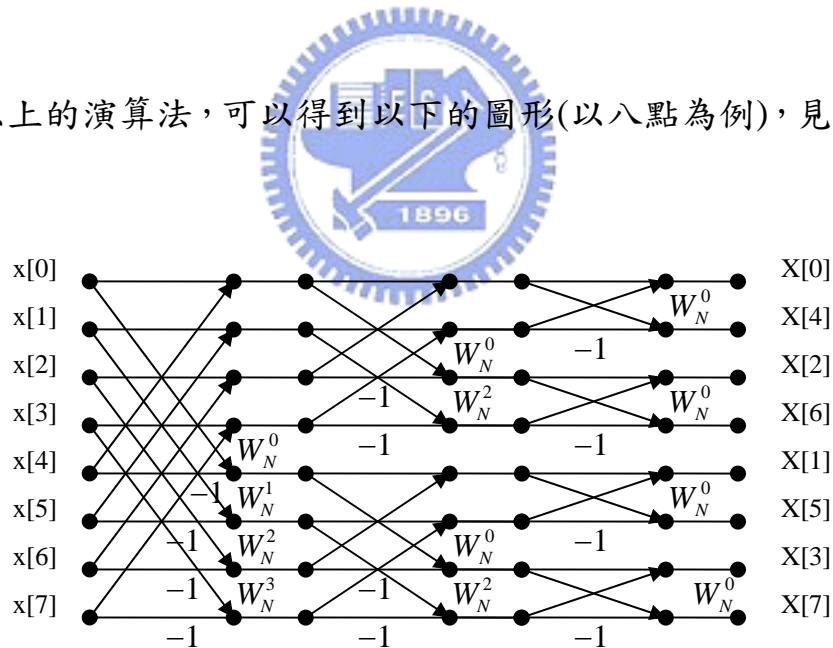 上的演算法，可以得到以下的圖形(以八點為例)，見
1896
x[0] X[0]
W_N^0
x[1] X[4]
W_N^0 −1
x[2] X[2]
−1 W_N^2 W_N^0
x[3] X[6]
−1 −1
W_N^0
x[4] X[1]
−1 W_N^1 W_N^0
x[5] X[5]
−1 W_N^2 W_N^0 −1
x[6] X[3]
−1 W_N^3 −1 W_N^2 W_N^0
x[7] X[7]
−1 −1 −1